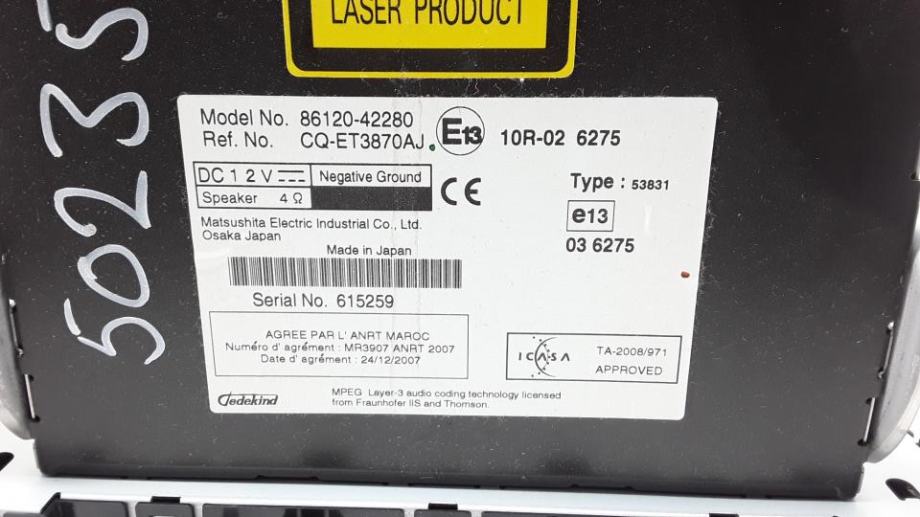 LASER PRODUCT
50235
Model No. 86120-42280
Ref. No. CQ-ET3870AJ
E13
10R-02 6275
DC 12V
Negative Ground
Speaker 4 Ω
CE
Type : 53831
e13
03 6275
Matsushita Electric Industrial Co., Ltd.
Osaka Japan
Made in Japan
Serial No. 615259
AGREE PAR L' ANRT MAROC
Numéro d' agrément : MR3907 ANRT 2007
Date d' agrément : 24/12/2007
ICASA
TA-2008/971
APPROVED
Jedekind
MPEG Layer-3 audio coding technology licensed
from Fraunhofer IIS and Thomson.